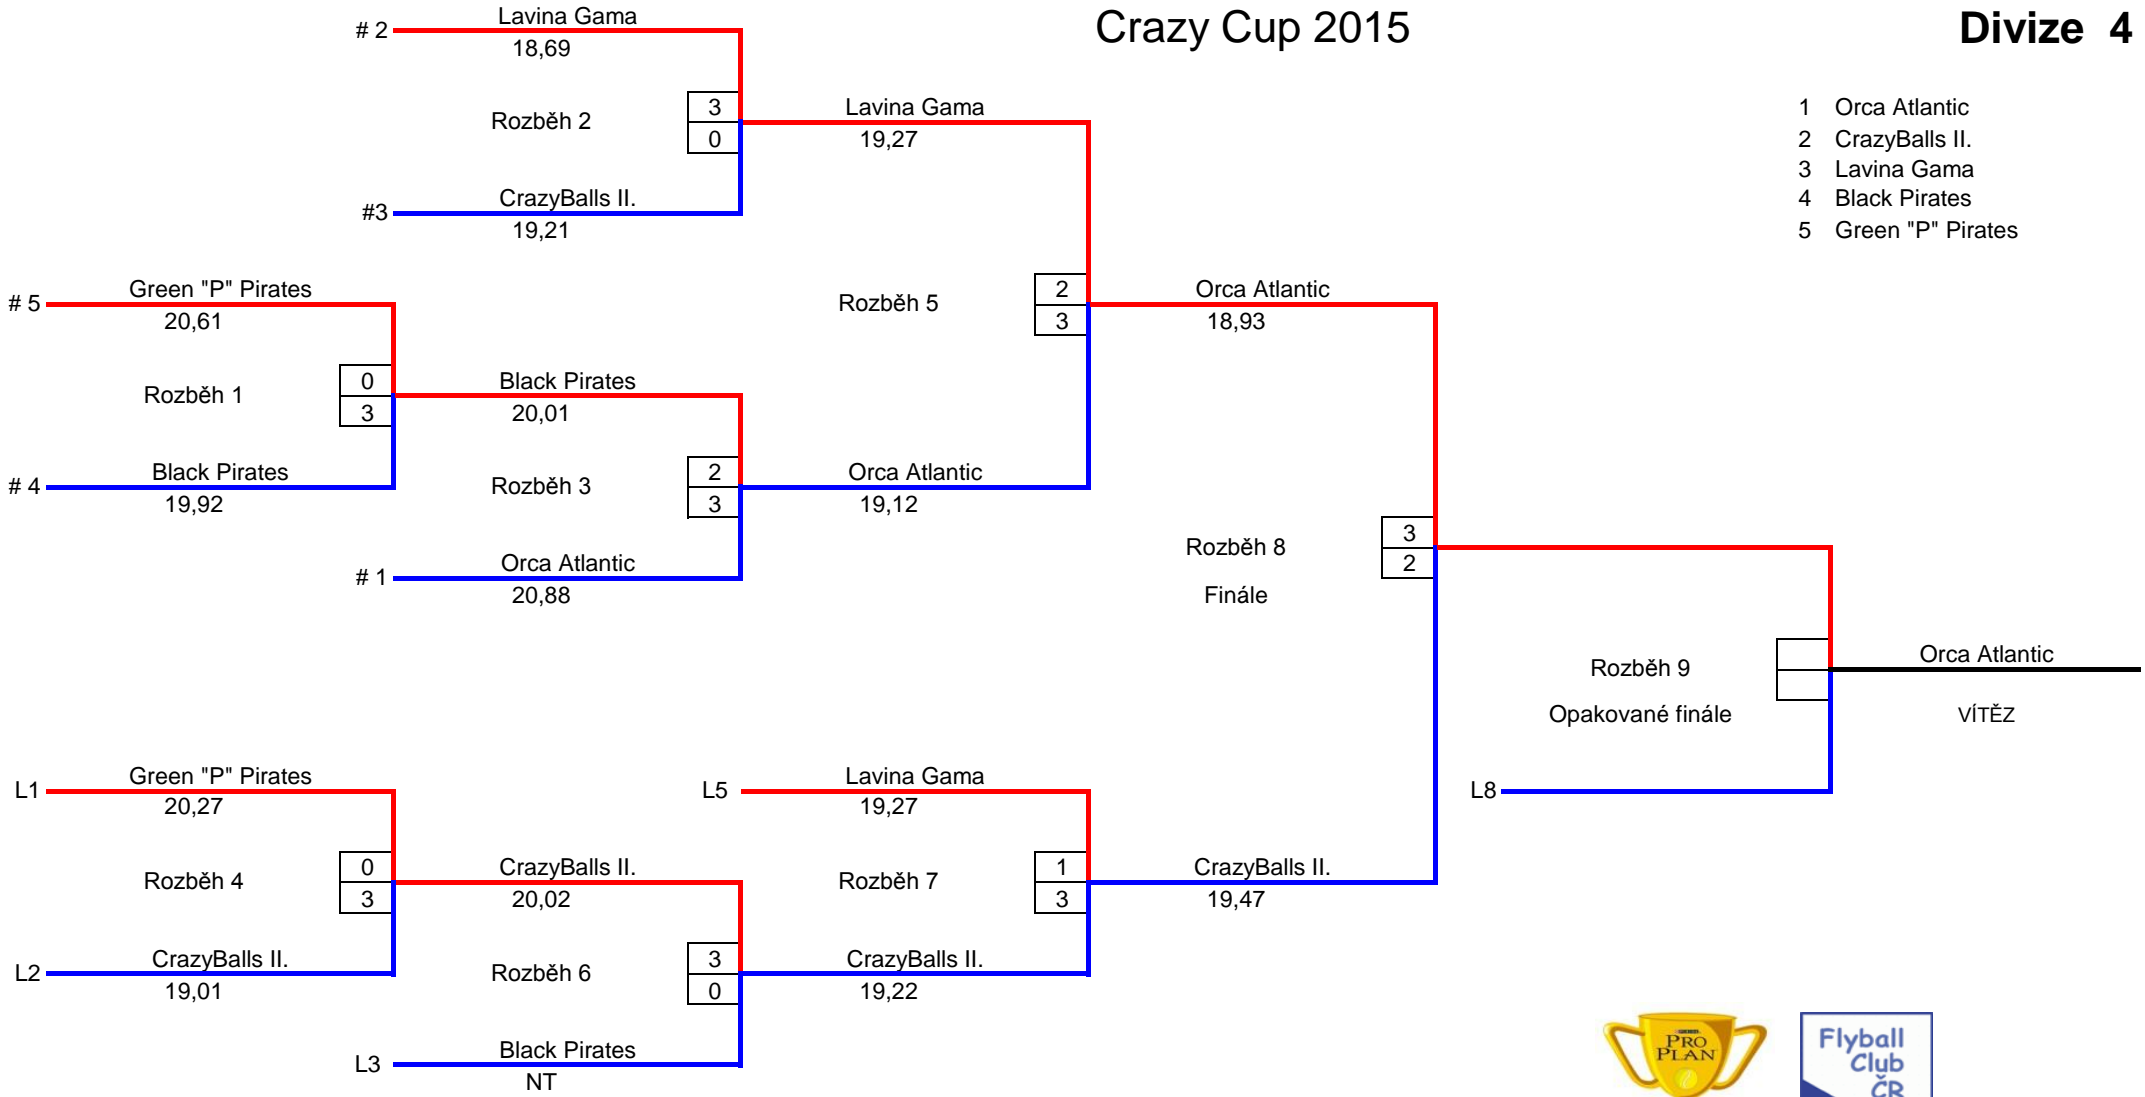 Crazy Cup 2015
Divize 4
1 Orca Atlantic
2 CrazyBalls II.
3 Lavina Gama
4 Black Pirates
5 Green "P" Pirates
# 2
Lavina Gama
18,69
Rozběh 2
3
0
#3
CrazyBalls II.
19,21
Lavina Gama
19,27
# 5
Green "P" Pirates
20,61
Rozběh 1
0
3
# 4
Black Pirates
19,92
Black Pirates
20,01
Rozběh 3
2
3
# 1
Orca Atlantic
20,88
Orca Atlantic
19,12
Rozběh 5
2
3
Orca Atlantic
18,93
Rozběh 8
Finále
3
2
Rozběh 9
Opakované finále
Orca Atlantic
VÍTĚZ
L8
L1
Green "P" Pirates
20,27
Rozběh 4
0
3
L2
CrazyBalls II.
19,01
CrazyBalls II.
20,02
Rozběh 6
3
0
L3
Black Pirates
NT
L5
Lavina Gama
19,27
Rozběh 7
1
3
CrazyBalls II.
19,22
CrazyBalls II.
19,47
PRO
PLAN
Flyball
Club
ČR